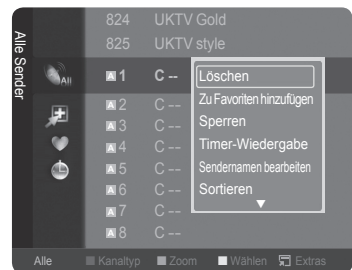 Alle Sender
824 UKTV Gold
825 UKTV style
All
A 1 C --
A 2 C --
A 3 C --
A 4 C --
A 5 C --
A 6 C --
A 7 C --
A 8 C --
Löschen
Zu Favoriten hinzufügen
Sperren
Timer-Wiedergabe
Sendernamen bearbeiten
Sortieren
Alle Kanaltyp Zoom Wählen Extras